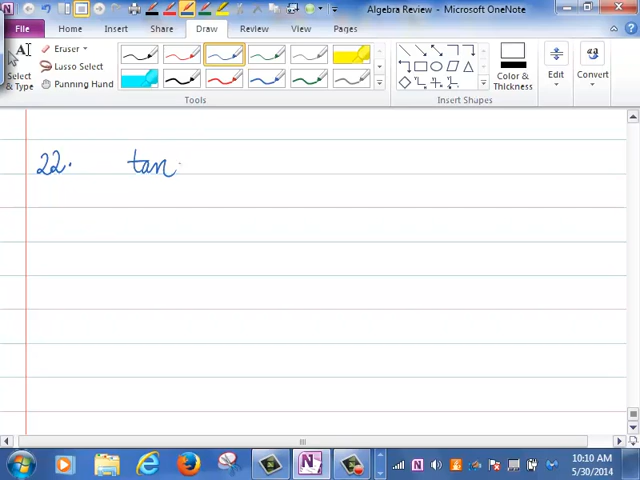 Algebra Review - Microsoft OneNote
File Home Insert Share Draw Review View Pages
Select & Type
Eraser
Lasso Select
Panning Hand
Color & Thickness
Edit
Convert
Tools
Insert Shapes
22. tan
10:10 AM
5/30/2014